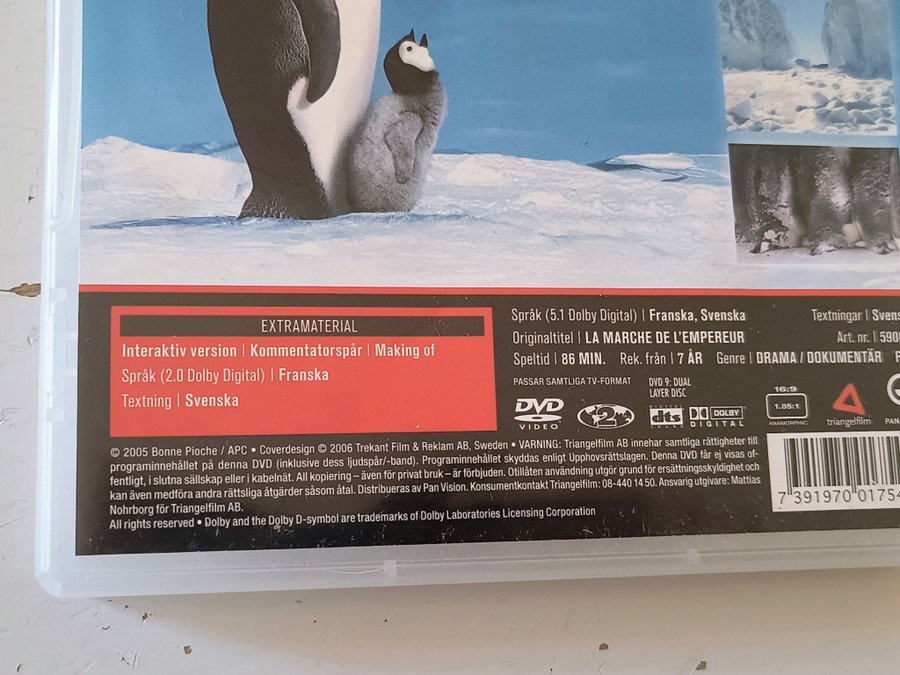 EXTRAMATERIAL
Interaktiv version | Kommentatorspår | Making of
Språk (2.0 Dolby Digital) | Franska
Textning | Svenska
Språk (5.1 Dolby Digital) | Franska, Svenska
Textningar |
Originaltitel | LA MARCHE DE L'EMPEREUR
Art. nr. |
Speltid | 86 MIN. Rek. från | 7 ÅR Genre | DRAMA / DOKUMENTÄR
PASSAR SAMTLIGA TV-FORMAT
DVD 9: DUAL
LAYER DISC
DVD
VIDEO
2
DIGITAL
dts
SOUND
DOLBY
DIGITAL
16:9
1.85:1
ANAMORPHIC
triangelfilm
PAN
© 2005 Bonne Pioche / APC • Coverdesign © 2006 Trekant Film & Reklam AB, Sweden • VARNING: Triangelfilm AB innehar samtliga rättigheter till
programinnehållet på denna DVD (inklusive dess ljudspår/-band). Programinnehållet skyddas enligt Upphovsrättslagen. Denna DVD får ej visas of-
fentligt, i slutna sällskap eller i kabelnät. All kopiering – även för privat bruk – är förbjuden. Otillåten användning utgör grund för ersättningsskyldighet och
kan även medföra andra rättsliga åtgärder såsom åtal. Distribueras av Pan Vision. Konsumentkontakt Triangelfilm: 08-440 14 50. Ansvarig utgivare: Mattias
Nohrborg för Triangelfilm AB.
All rights reserved • Dolby and the Dolby D-symbol are trademarks of Dolby Laboratories Licensing Corporation
7 391970 01754